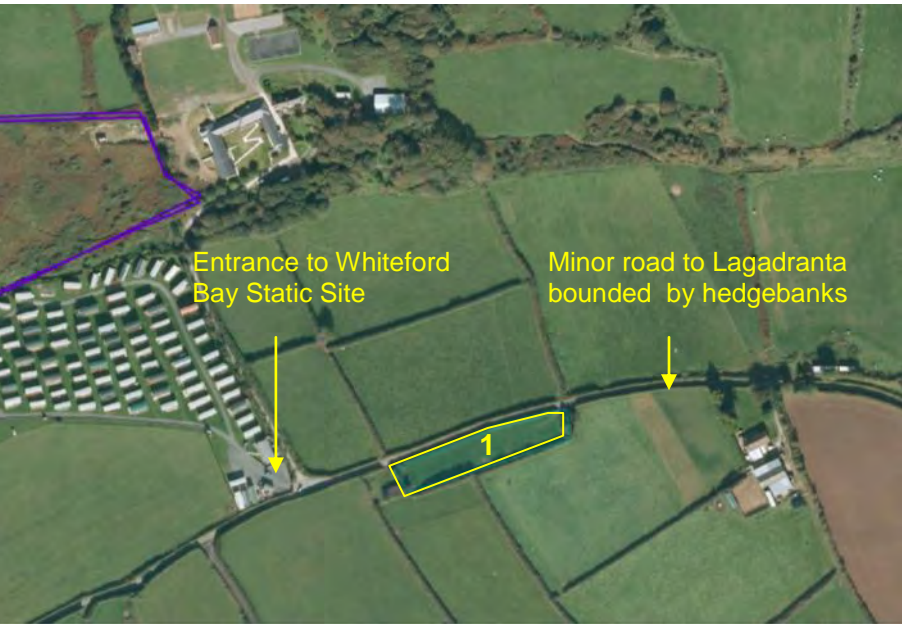 Entrance to Whiteford
Bay Static Site
Minor road to Lagadranta
bounded by hedgebanks
1